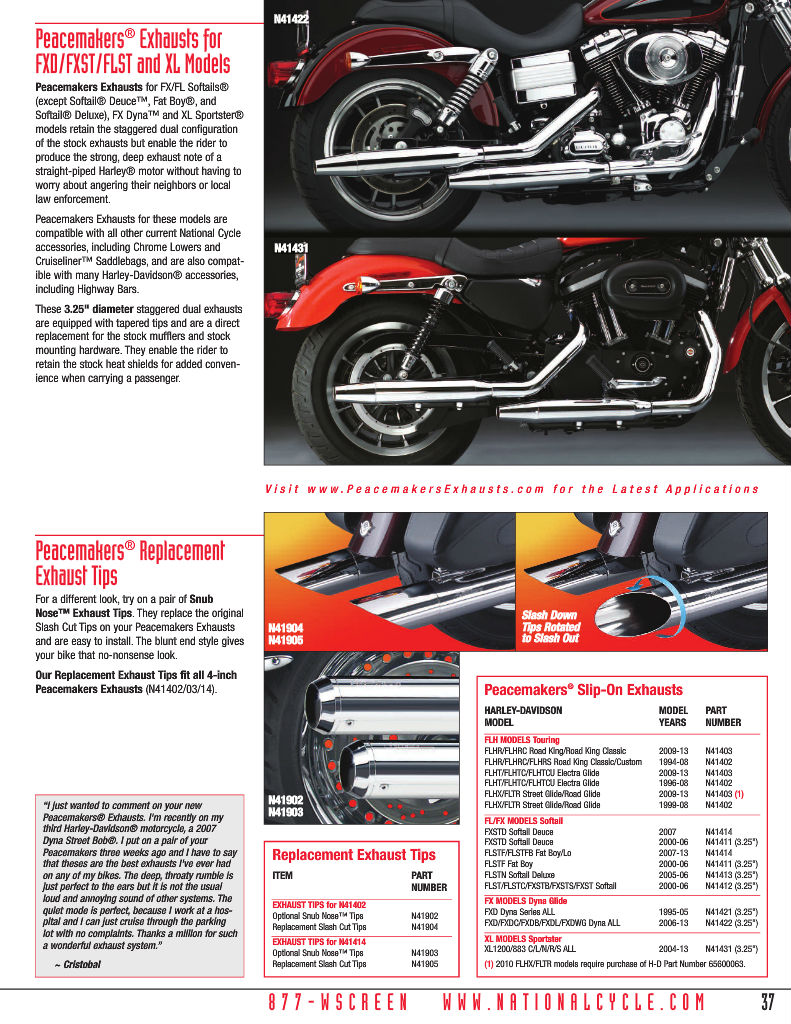 Peacemakers® Exhausts for
FXD/FXST/FLST and XL Models
Peacemakers Exhausts for FX/FL Softails®
(except Softail® Deuce™, Fat Boy®, and
Softail® Deluxe), FX Dyna™ and XL Sportster®
models retain the staggered dual configuration
of the stock exhausts but enable the rider to
produce the strong, deep exhaust note of a
straight-piped Harley® motor without having to
worry about angering their neighbors or local
law enforcement.
Peacemakers Exhausts for these models are
compatible with all other current National Cycle
accessories, including Chrome Lowers and
Cruiseliner™ Saddlebags, and are also compat-
ible with many Harley-Davidson® accessories,
including Highway Bars.
These 3.25" diameter staggered dual exhausts
are equipped with tapered tips and are a direct
replacement for the stock mufflers and stock
mounting hardware. They enable the rider to
retain the stock heat shields for added conven-
ience when carrying a passenger.
N41422
N41431
Visit www.PeacemakersExhausts.com for the Latest Applications
Peacemakers® Replacement
Exhaust Tips
For a different look, try on a pair of Snub
Nose™ Exhaust Tips. They replace the original
Slash Cut Tips on your Peacemakers Exhausts
and are easy to install. The blunt end style gives
your bike that no-nonsense look.
Our Replacement Exhaust Tips fit all 4-inch
Peacemakers Exhausts (N41402/03/14).
N41904
N41905
Slash Down
Tips Rotated
to Slash Out
N41902
N41903
"I just wanted to comment on your new
Peacemakers® Exhausts. I'm recently on my
third Harley-Davidson® motorcycle, a 2007
Dyna Street Bob®. I put on a pair of your
Peacemakers three weeks ago and I have to say
that theses are the best exhausts I've ever had
on any of my bikes. The deep, throaty rumble is
just perfect to the ears but it is not the usual
loud and annoying sound of other systems. The
quiet mode is perfect, because I work at a hos-
pital and I can just cruise through the parking
lot with no complaints. Thanks a million for such
a wonderful exhaust system."
~ Cristobal
Replacement Exhaust Tips
ITEM PART
NUMBER
EXHAUST TIPS for N41402
Optional Snub Nose™ Tips N41902
Replacement Slash Cut Tips N41904
EXHAUST TIPS for N41414
Optional Snub Nose™ Tips N41903
Replacement Slash Cut Tips N41905
Peacemakers® Slip-On Exhausts
HARLEY-DAVIDSON MODEL PART
MODEL YEARS NUMBER
FLH MODELS Touring
FLHR/FLHRC Road King/Road King Classic 2009-13 N41403
FLHR/FLHRC/FLHRS Road King Classic/Custom 1994-08 N41402
FLHT/FLHTC/FLHTCU Electra Glide 2009-13 N41403
FLHT/FLHTC/FLHTCU Electra Glide 1996-08 N41402
FLHX/FLTR Street Glide/Road Glide 2009-13 N41403 (1)
FLHX/FLTR Street Glide/Road Glide 1999-08 N41402
FL/FX MODELS Softail
FXSTD Softail Deuce 2007 N41414
FXSTD Softail Deuce 2000-06 N41411 (3.25")
FLSTF/FLSTFB Fat Boy/Lo 2007-13 N41414
FLSTF Fat Boy 2000-06 N41411 (3.25")
FLSTN Softail Deluxe 2005-06 N41413 (3.25")
FLST/FLSTC/FXSTB/FXSTS/FXST Softail 2000-06 N41412 (3.25")
FX MODELS Dyna Glide
FXD Dyna Series ALL 1995-05 N41421 (3.25")
FXD/FXDC/FXDB/FXDL/FXDWG Dyna ALL 2006-13 N41422 (3.25")
XL MODELS Sportster
XL1200/883 C/L/N/R/S ALL 2004-13 N41431 (3.25")
(1) 2010 FLHX/FLTR models require purchase of H-D Part Number 65600063.
877-WSCREEN WWW.NATIONALCYCLE.COM 37